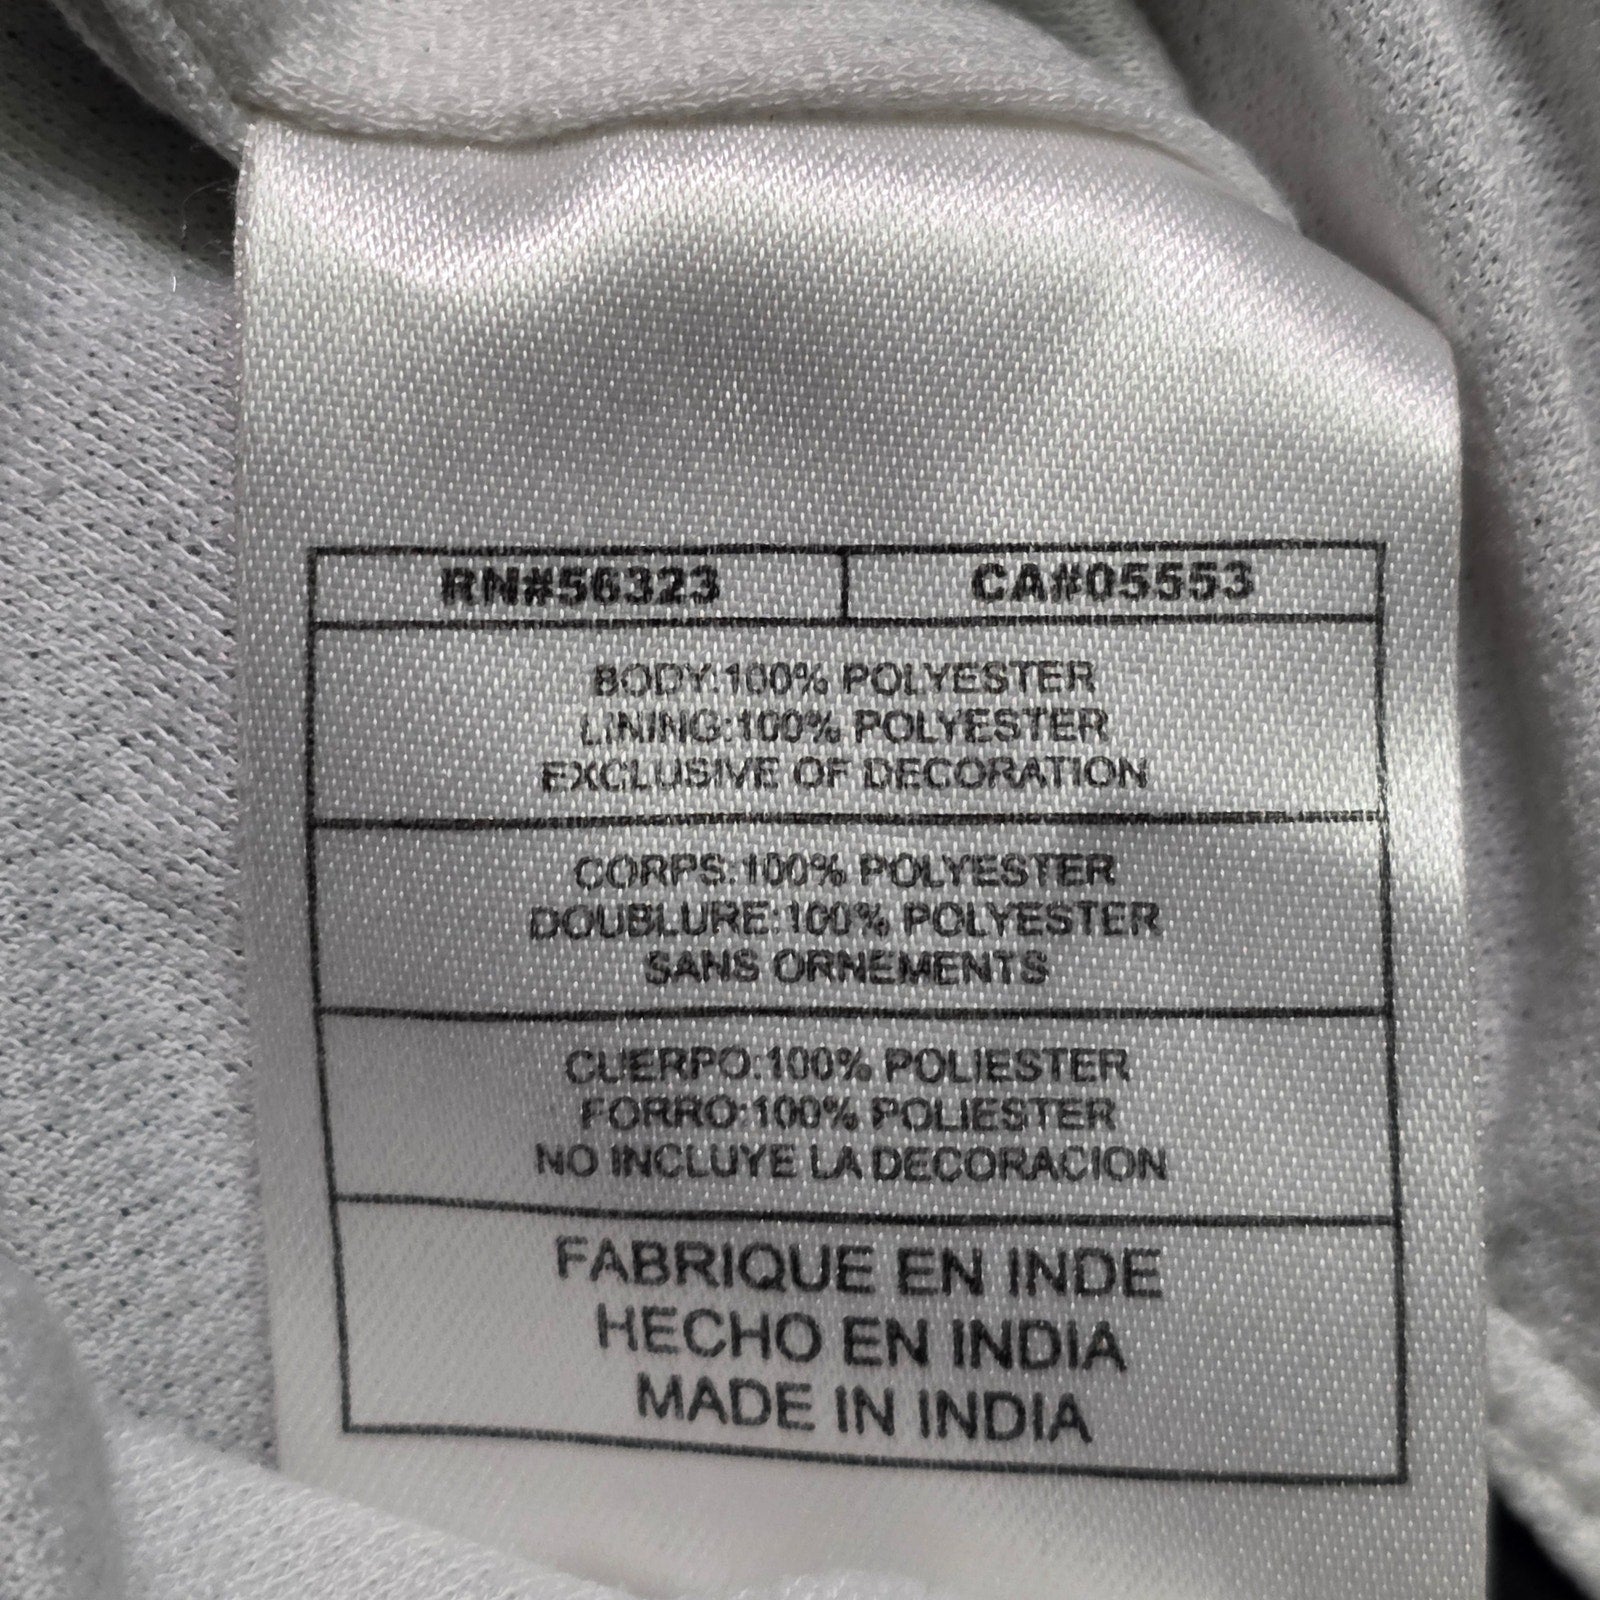 RN#56323 CA#05553
BODY:100% POLYESTER
LINING:100% POLYESTER
EXCLUSIVE OF DECORATION
CORPS:100% POLYESTER
DOUBLURE:100% POLYESTER
SANS ORNEMENTS
CUERPO:100% POLIESTER
FORRO:100% POLIESTER
NO INCLUYE LA DECORACION
FABRIQUE EN INDE
HECHO EN INDIA
MADE IN INDIA